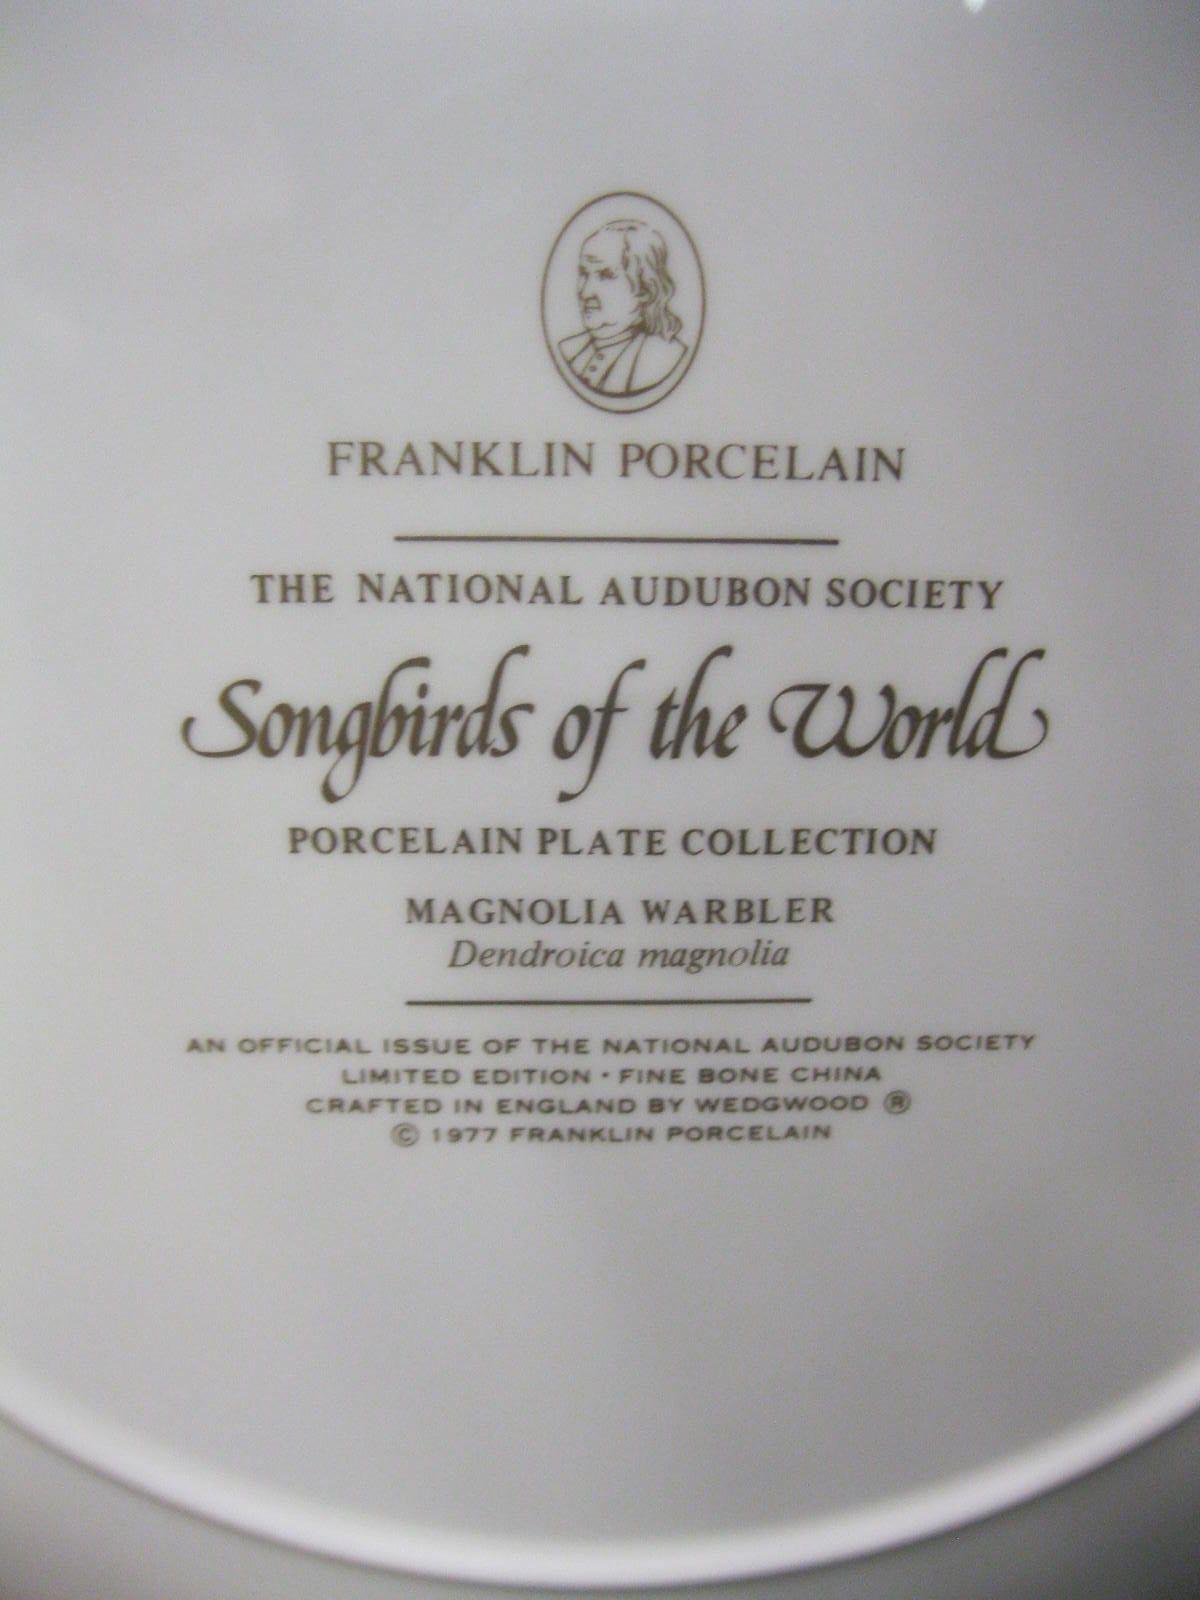 FRANKLIN PORCELAIN
THE NATIONAL AUDUBON SOCIETY
Songbirds of the World
PORCELAIN PLATE COLLECTION
MAGNOLIA WARBLER
Dendroica magnolia
AN OFFICIAL ISSUE OF THE NATIONAL AUDUBON SOCIETY
LIMITED EDITION · FINE BONE CHINA
CRAFTED IN ENGLAND BY WEDGWOOD ®
© 1977 FRANKLIN PORCELAIN